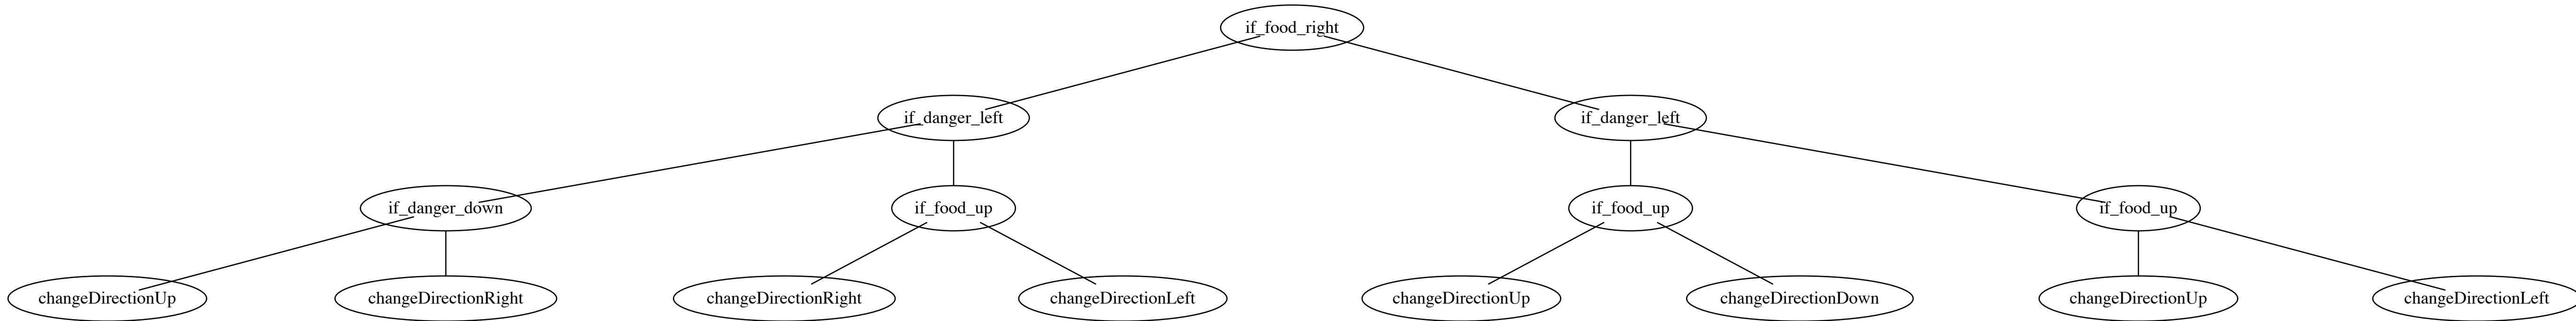 if_food_right
if_danger_left
if_danger_left
if_danger_down
if_food_up
if_food_up
if_food_up
changeDirectionUp
changeDirectionRight
changeDirectionRight
changeDirectionLeft
changeDirectionUp
changeDirectionDown
changeDirectionUp
changeDirectionLeft